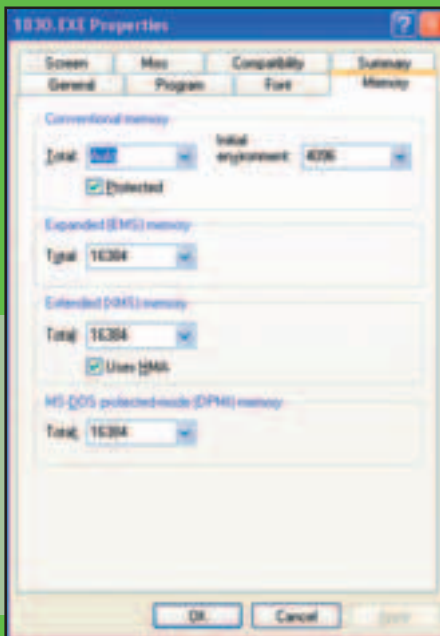 1830.EXE Properties
Screen Misc Compatibility Summary
General Program Font Memory
Conventional memory
Total: Auto Initial environment: 4096
Protected
Expanded (EMS) memory
Total: 16384
Extended (XMS) memory
Total: 16384
Uses HMA
MS-DOS protected-mode (DPMI) memory
Total: 16384
OK Cancel Apply